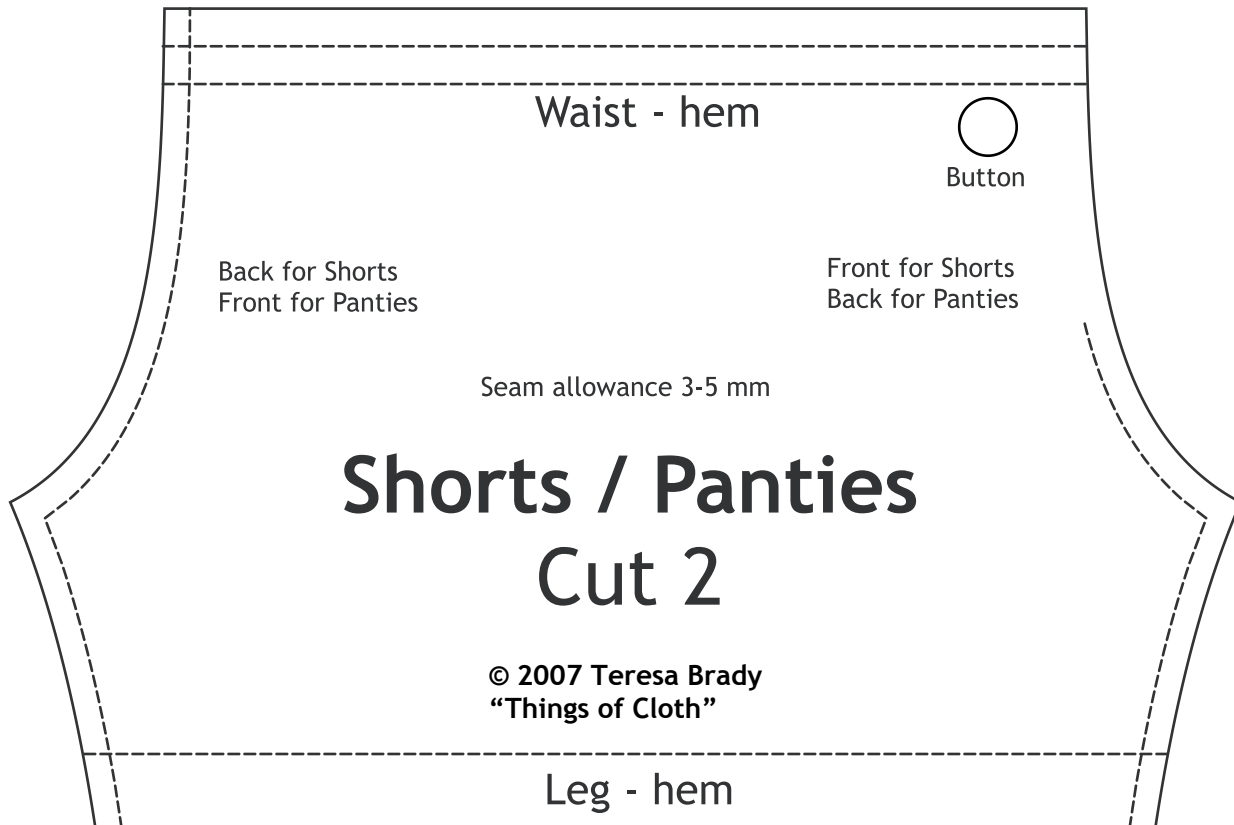 Waist - hem
Button
Back for Shorts
Front for Panties
Front for Shorts
Back for Panties
Seam allowance 3-5 mm
Shorts / Panties
Cut 2
© 2007 Teresa Brady
“Things of Cloth”
Leg - hem